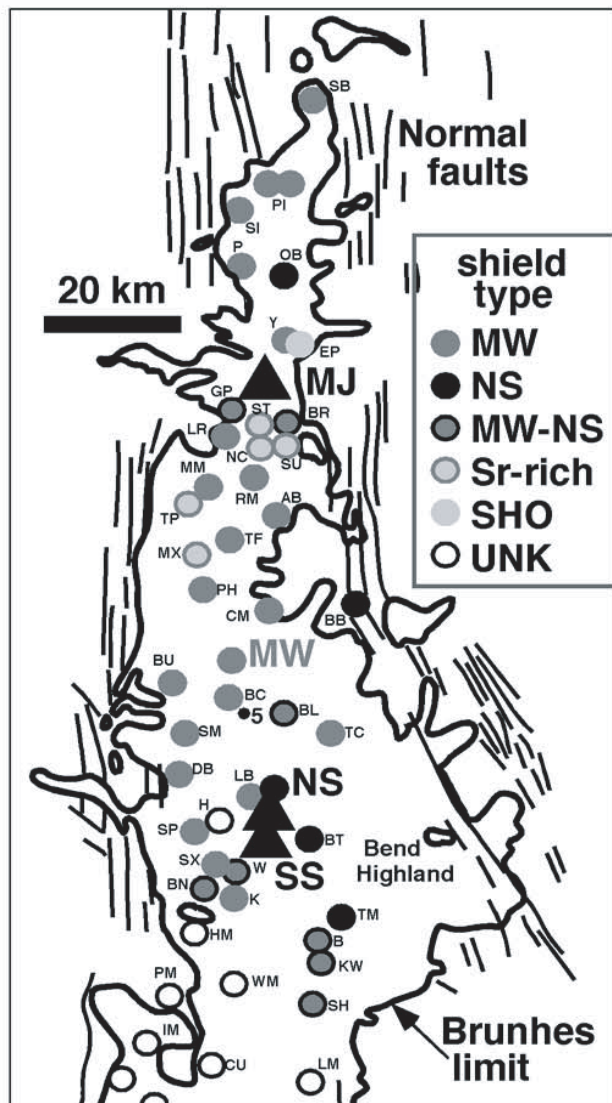 SB
Normal
faults
PI
SI
P
OB
20 km
shield
type
MW
NS
MW-NS
Sr-rich
SHO
UNK
Y
EP
MJ
GP
ST
BR
LR
NC
SU
MM
RM
AB
TP
TF
MX
PH
CM
BB
MW
BU
BC
5
BL
SM
TC
DB
LB
NS
H
SP
BT
SS
Bend
Highland
SX
W
BN
K
TM
HM
B
KW
PM
WM
SH
IM
CU
LM
Brunhes
limit